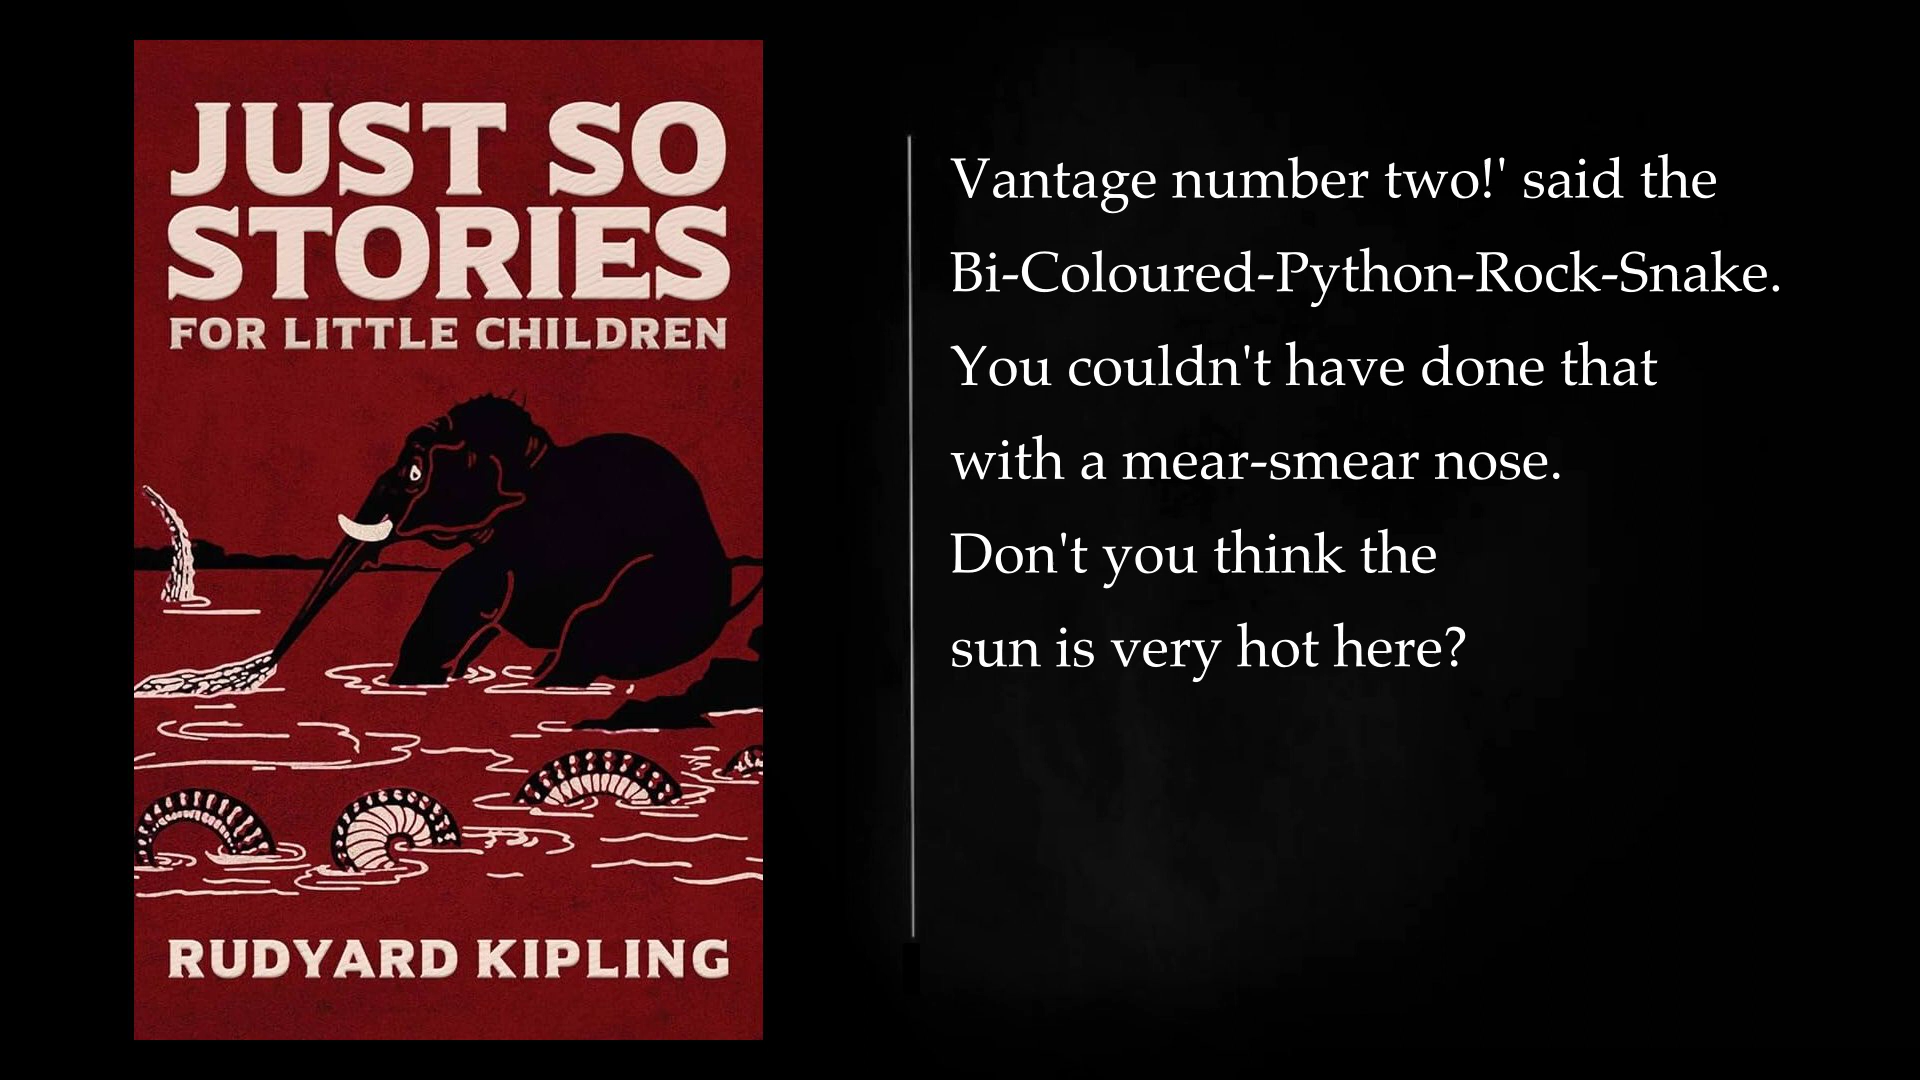 JUST SO
STORIES
FOR LITTLE CHILDREN
RUDYARD KIPLING
Vantage number two!' said the
Bi-Coloured-Python-Rock-Snake.
You couldn't have done that
with a mear-smear nose.
Don't you think the
sun is very hot here?